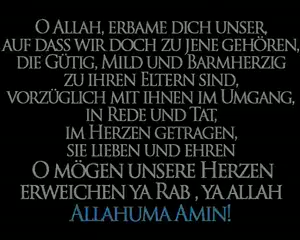 O Allah, erbame dich unser,
auf dass wir doch zu jene gehören,
die Gütig, Mild und Barmherzig
zu ihren Eltern sind,
vorzüglich mit ihnen im Umgang,
in Rede und Tat,
im Herzen getragen,
sie lieben und ehren
O mögen unsere Herzen
erweichen ya Rab , ya allah
Allahuma Amin!